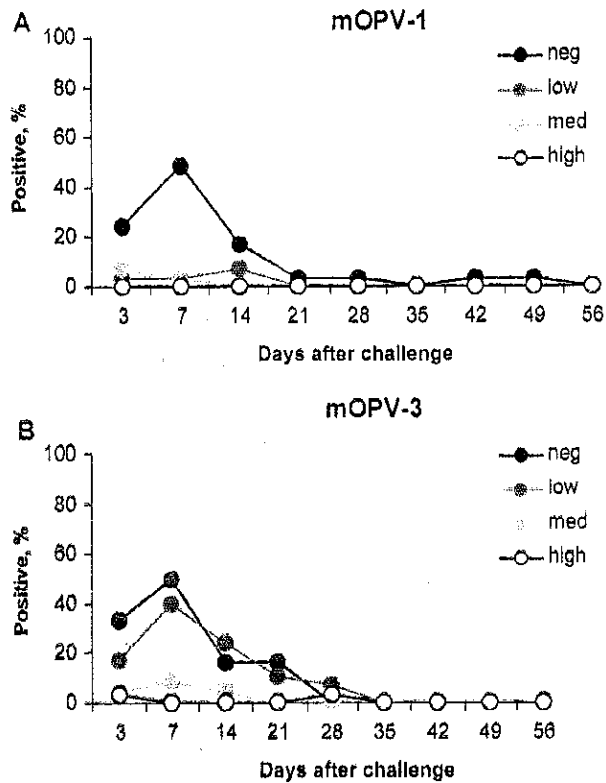 A
mOPV-1
100
80
60
40
20
0
Positive, %
neg
low
med
high
3 7 14 21 28 35 42 49 56
Days after challenge
B
mOPV-3
100
80
60
40
20
0
Positive, %
neg
low
med
high
3 7 14 21 28 35 42 49 56
Days after challenge